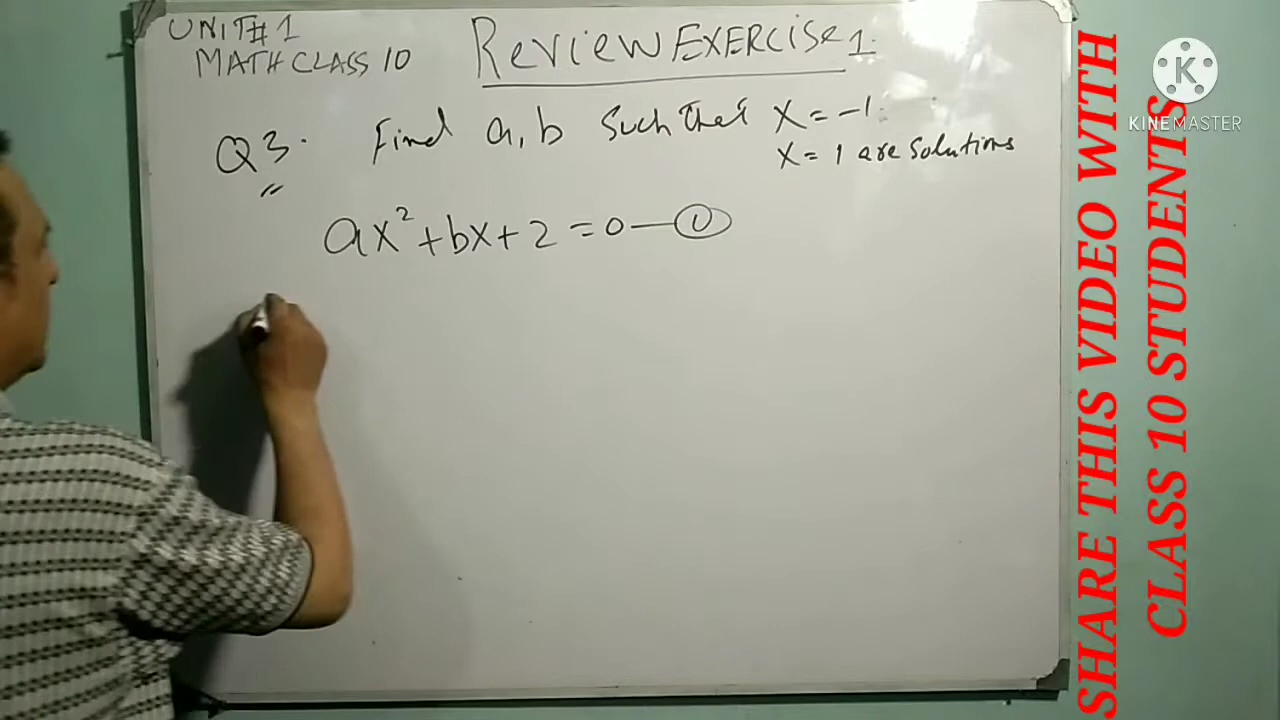 UNIT#1
MATH CLASS 10
Review EXERCISE 1.
Q3. Find a, b such that x = -1.
x = 1 are solutions
ax² + bx + 2 = 0 — ①
SHARE THIS VIDEO WITH
CLASS 10 STUDENTS
K
KINEMASTER